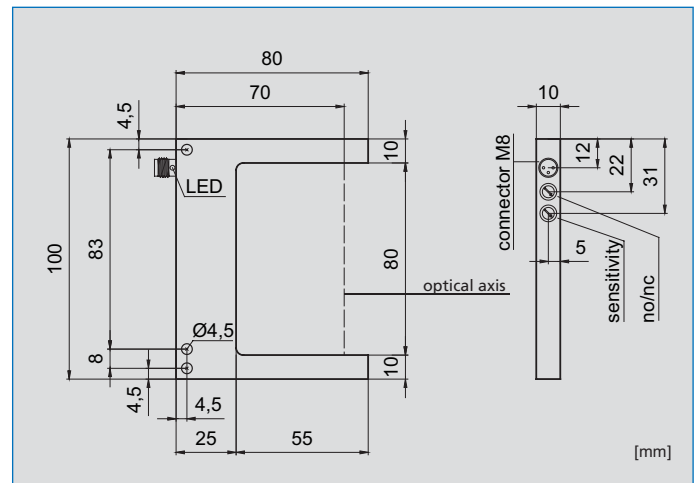 80
70
10
4,5
10
connector M8
12
22
31
LED
100
83
80
5
optical axis
sensitivity
no/nc
Ø4,5
8
10
4,5
4,5
25
55
[mm]